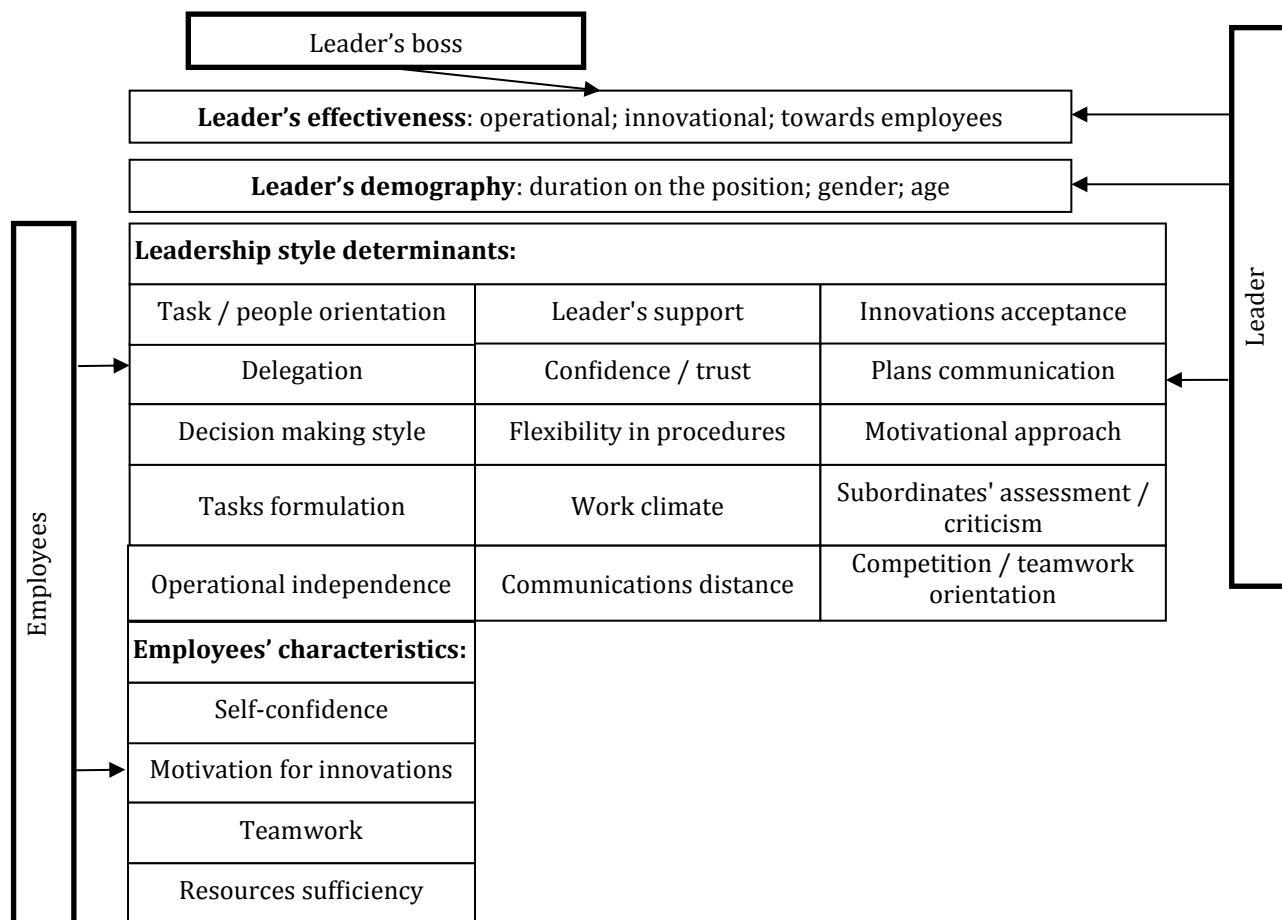 Leader’s boss
Leader’s effectiveness: operational; innovational; towards employees
Leader’s demography: duration on the position; gender; age
Leadership style determinants:
Task / people orientation
Leader's support
Innovations acceptance
Delegation
Confidence / trust
Plans communication
Decision making style
Flexibility in procedures
Motivational approach
Tasks formulation
Work climate
Subordinates' assessment /
criticism
Operational independence
Communications distance
Competition / teamwork
orientation
Employees’ characteristics:
Self-confidence
Motivation for innovations
Teamwork
Resources sufficiency
Employees
Leader